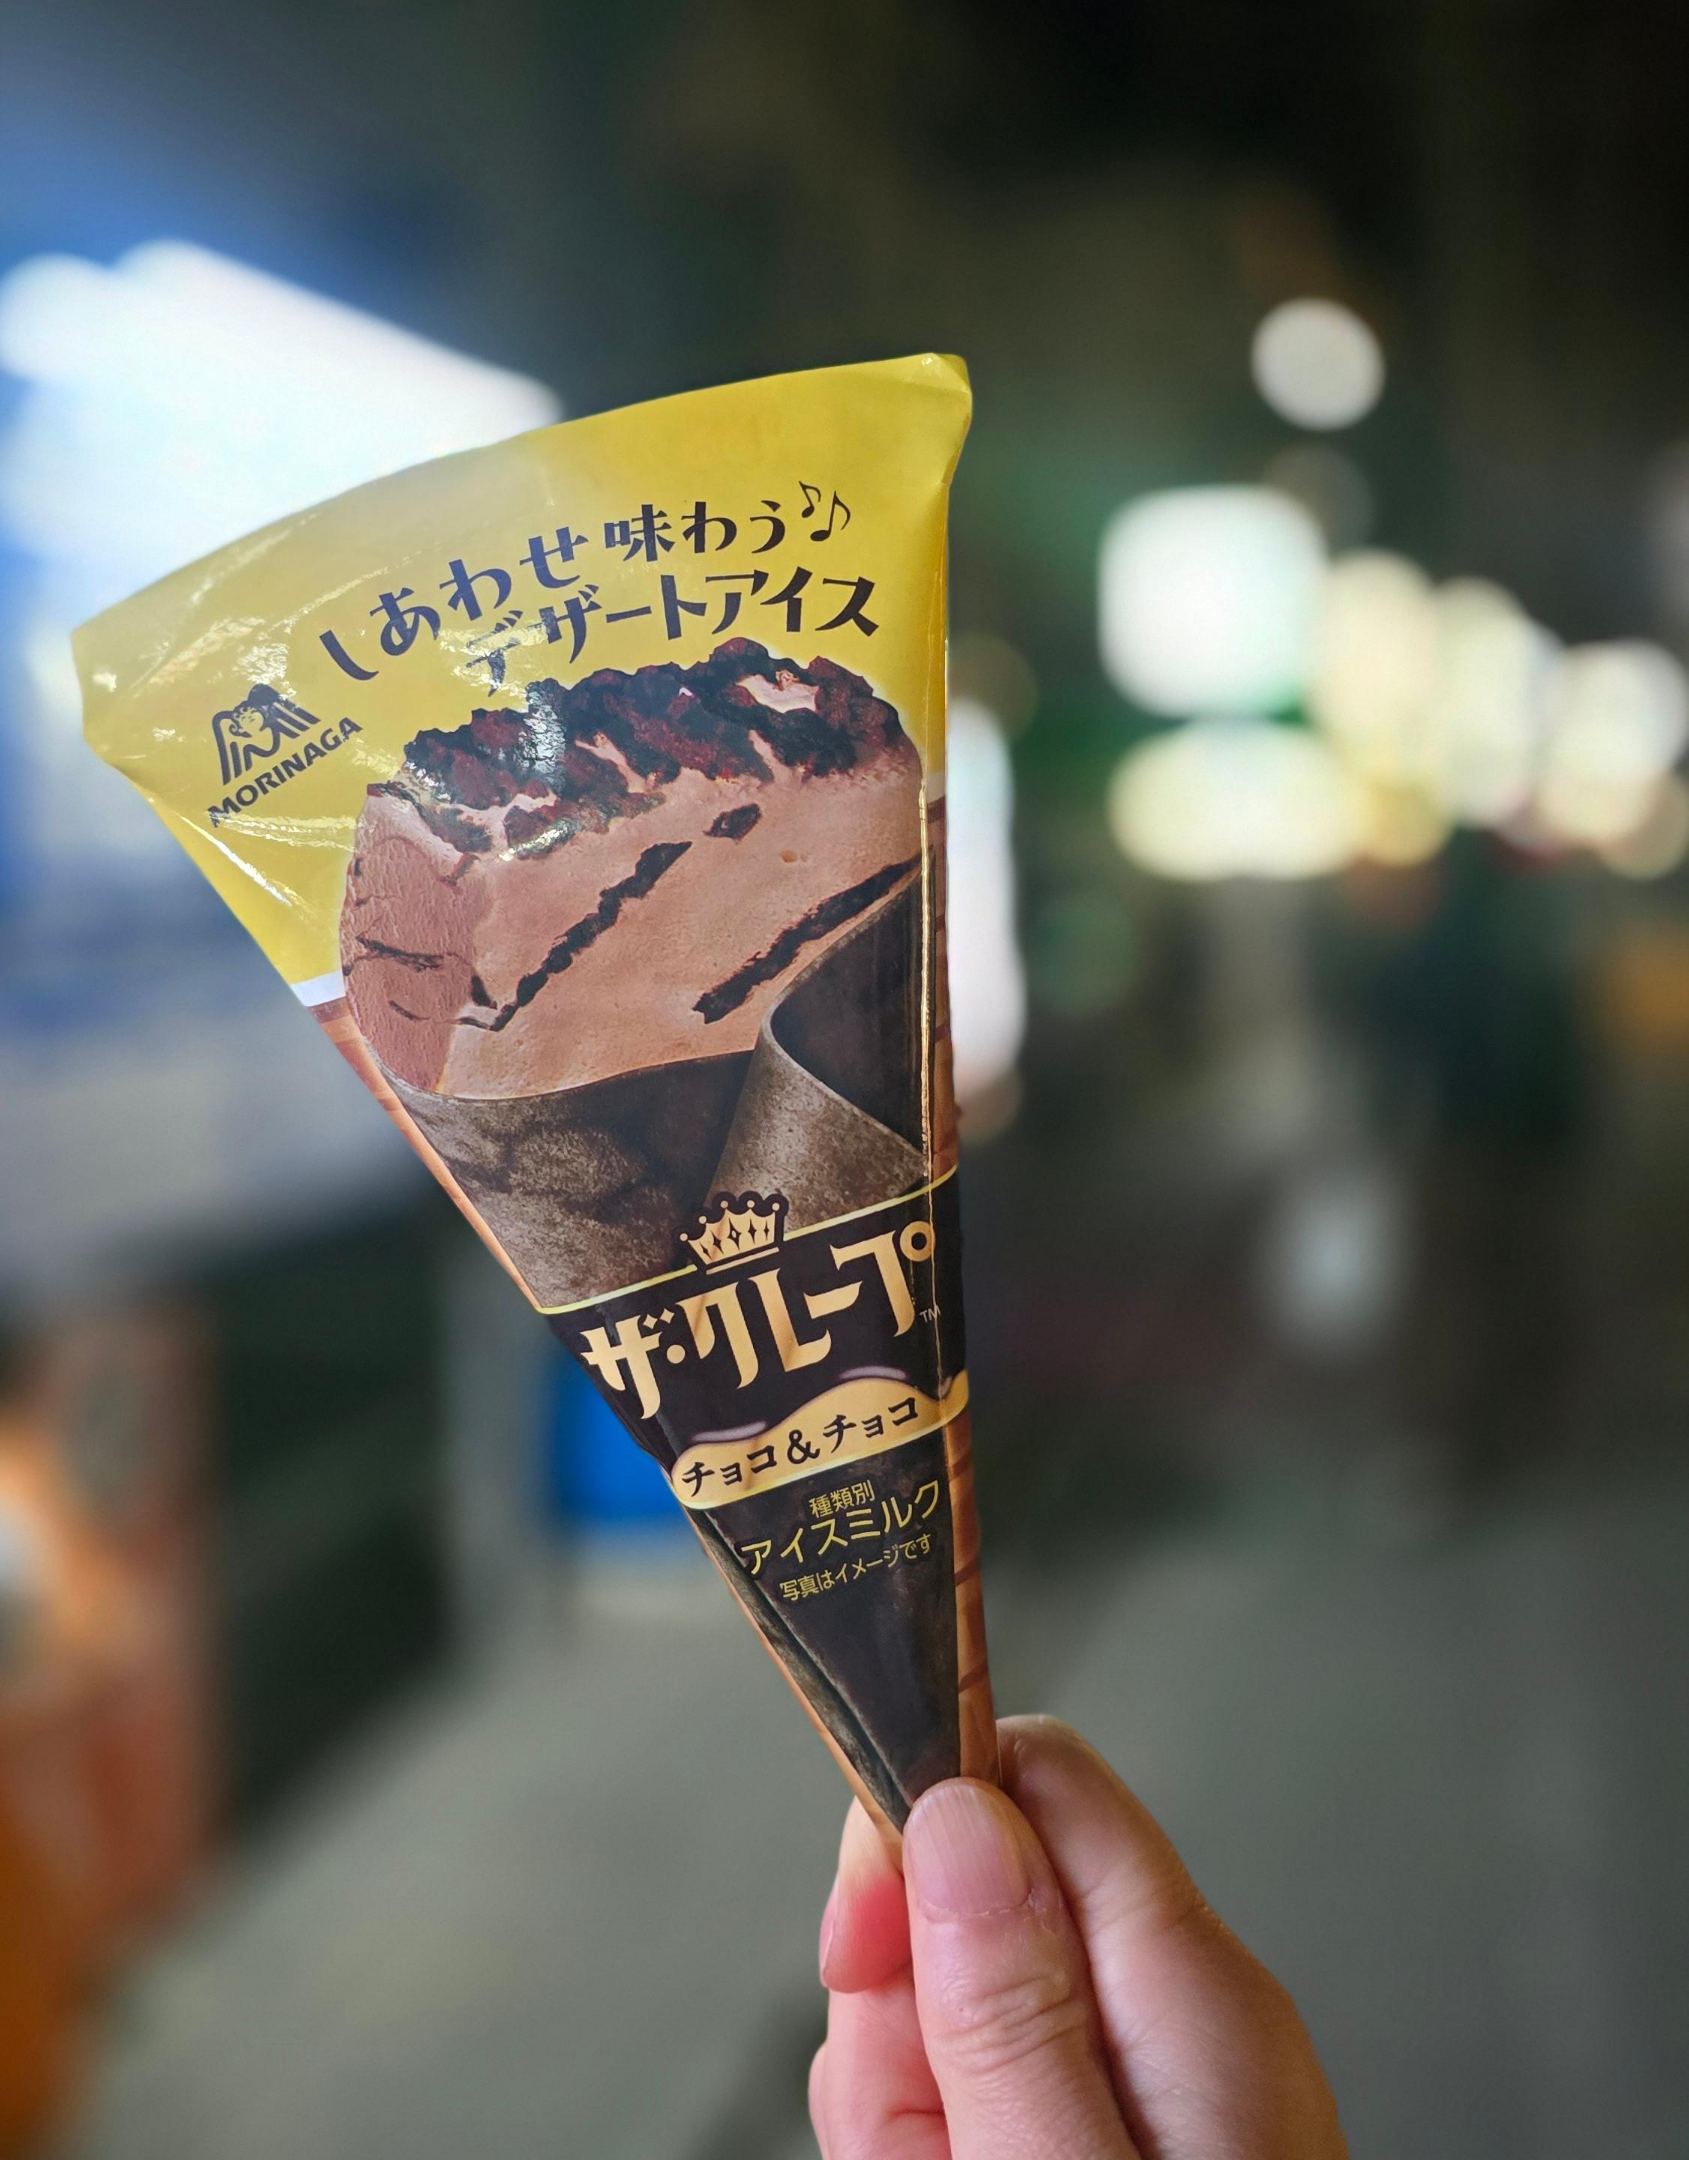 しあわせ 味わう♪♪
デザートアイス
MORINAGA
ザ・クレープ™
チョコ&チョコ
種類別
アイスミルク
写真はイメージです